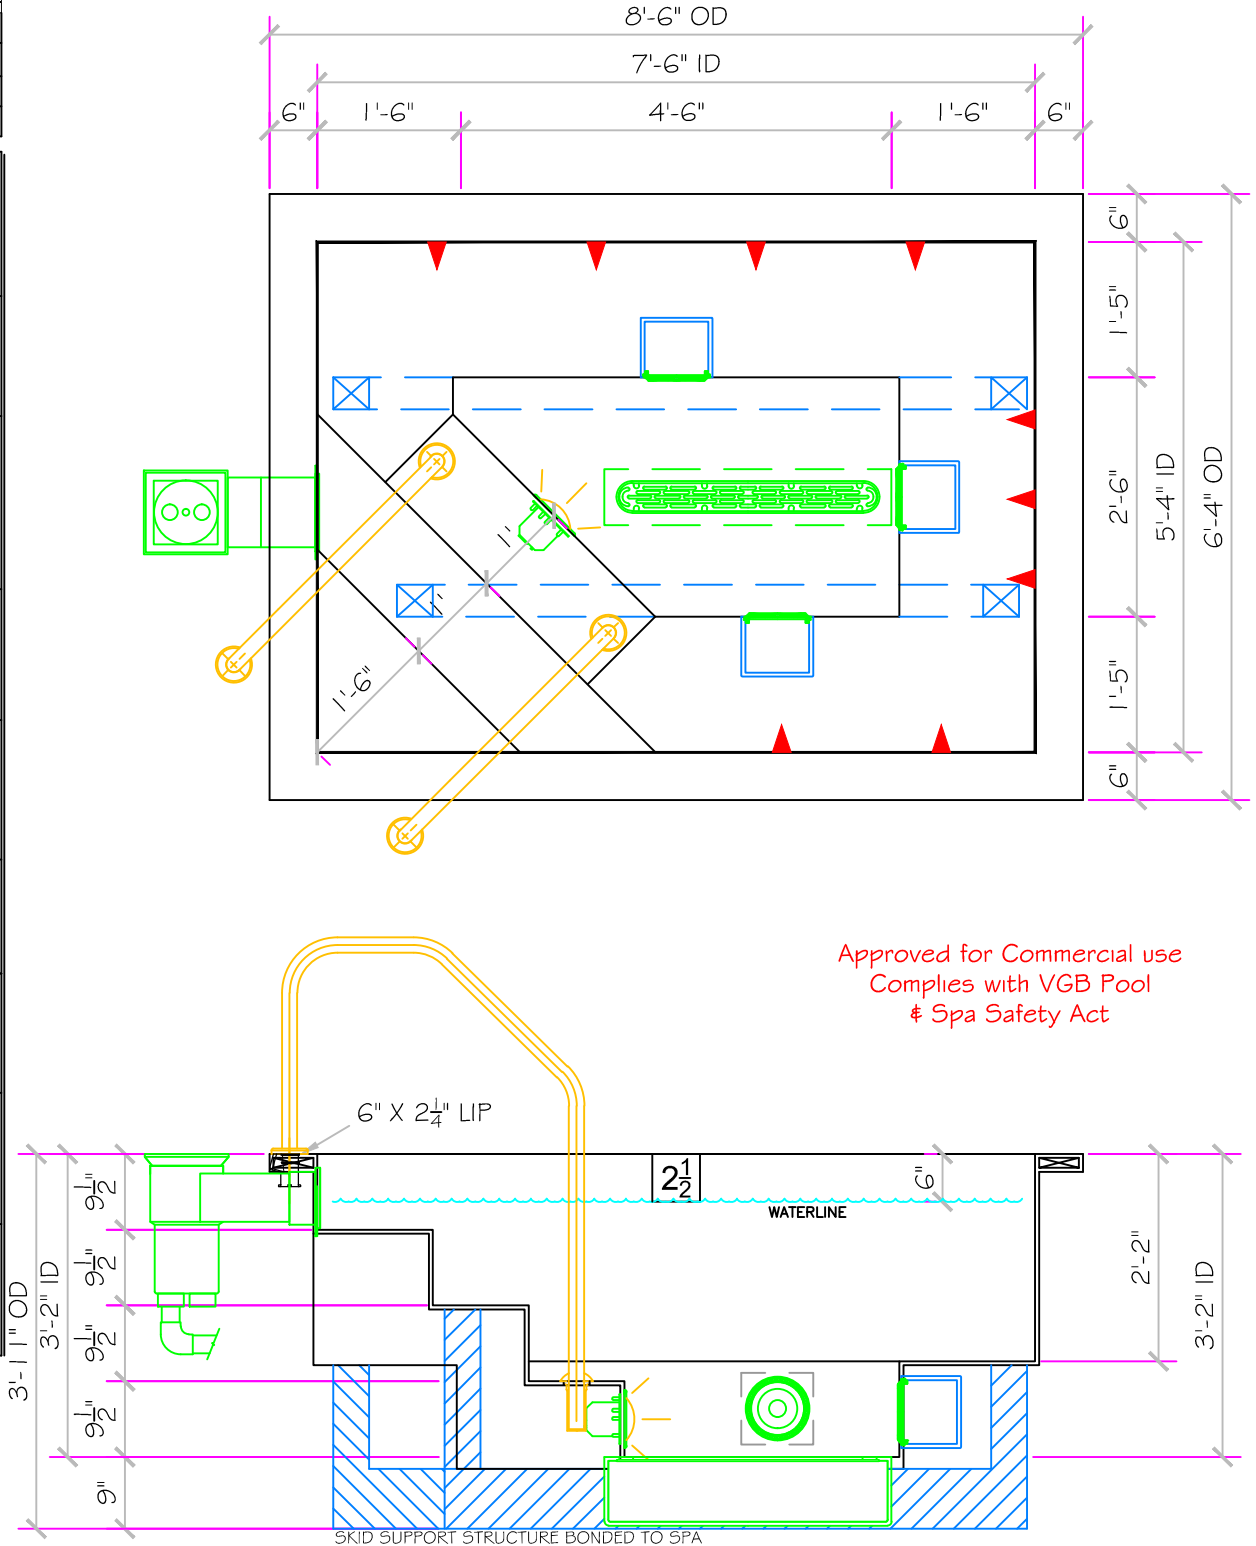 8'-6" OD
7'-6" ID
6"
1'-6"
4'-6"
1'-6"
6"
6"
1'-5"
2'-6"
5'-4" ID
6'-4" OD
1'-5"
6"
1'
1'
1'-6"
Approved for Commercial use
Complies with VGB Pool
& Spa Safety Act
6" X 2¼" LIP
2½
6"
WATERLINE
9½"
9½"
9½"
9½"
9"
3'-2" ID
3'-11" OD
2'-2"
3'-2" ID
SKID SUPPORT STRUCTURE BONDED TO SPA